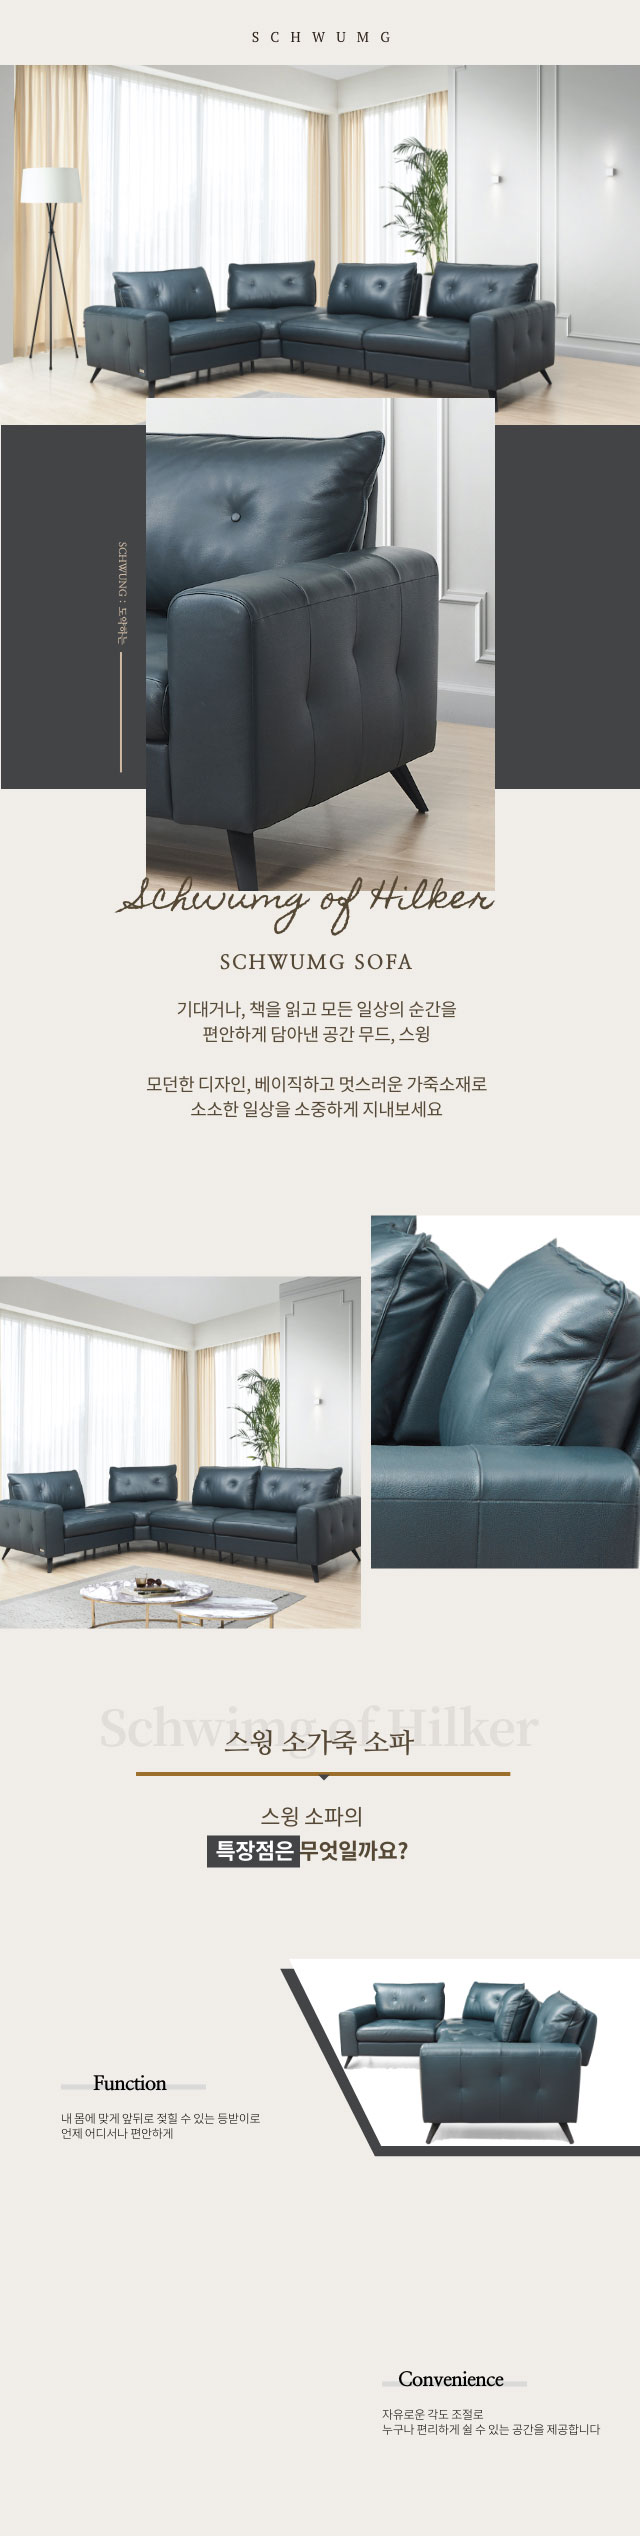 SCHWUMG
SCHWUNG : 도약하는
Schwumg of Hilker
SCHWUMG SOFA
기대거나, 책을 읽고 모든 일상의 순간을
편안하게 담아낸 공간 무드, 스윙
모던한 디자인, 베이직하고 멋스러운 가죽소재로
소소한 일상을 소중하게 지내보세요
Schwimg of Hilker
스윙 소가죽 소파
스윙 소파의
특장점은 무엇일까요?
Function
내 몸에 맞게 앞뒤로 젖힐 수 있는 등받이로
언제 어디서나 편안하게
Convenience
자유로운 각도 조절로
누구나 편리하게 쉴 수 있는 공간을 제공합니다